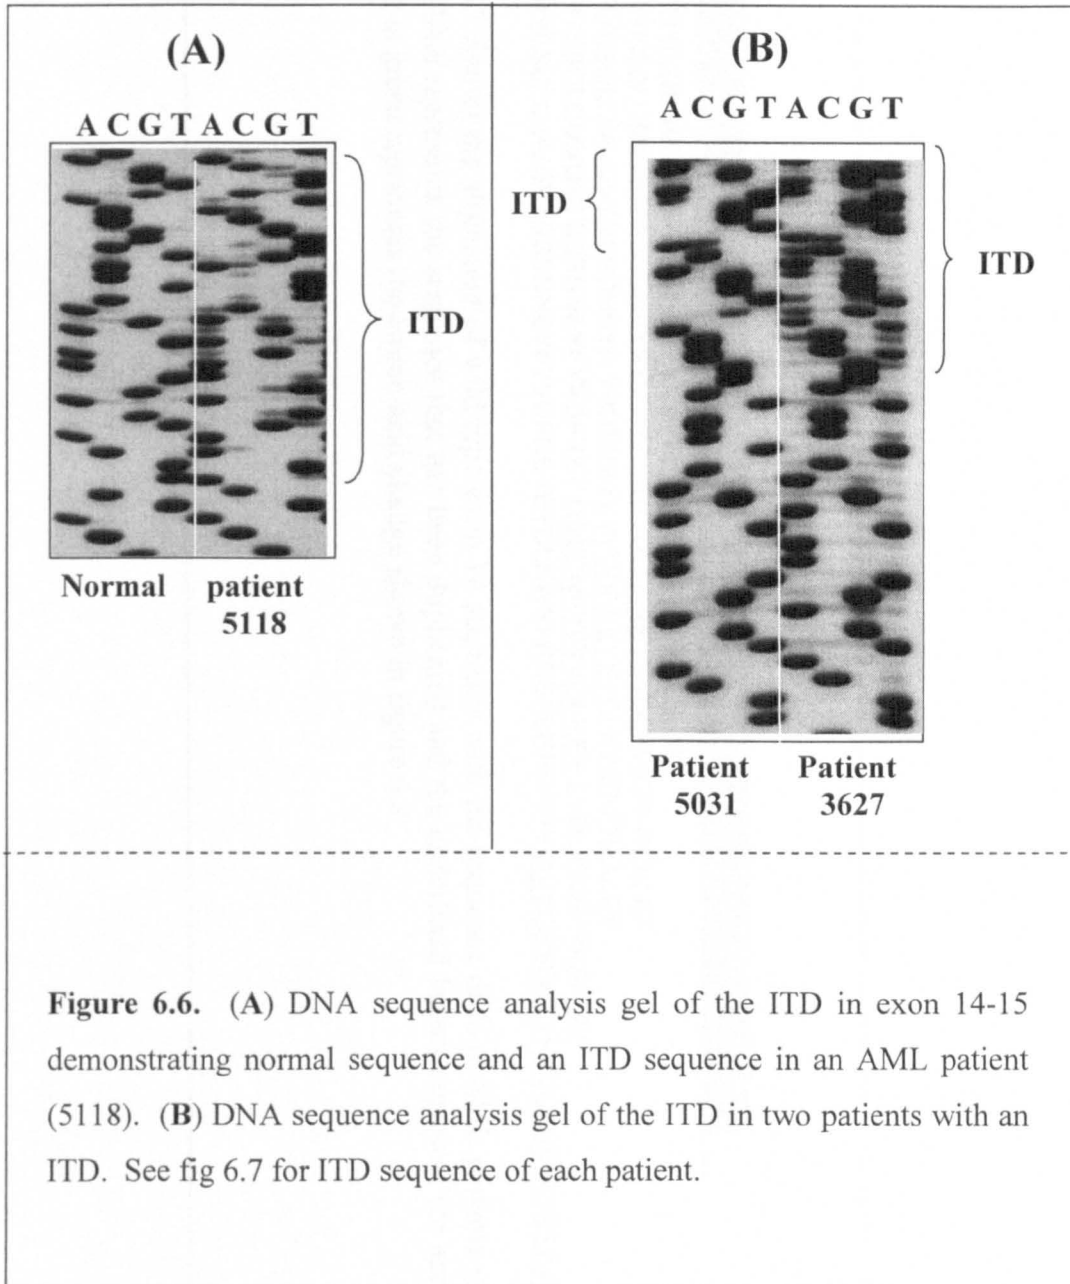 (A)
A C G T A C G T
ITD
Normal patient
5118
(B)
A C G T A C G T
ITD
ITD
Patient Patient
5031 3627
Figure 6.6. (A) DNA sequence analysis gel of the ITD in exon 14-15
demonstrating normal sequence and an ITD sequence in an AML patient
(5118). (B) DNA sequence analysis gel of the ITD in two patients with an
ITD. See fig 6.7 for ITD sequence of each patient.